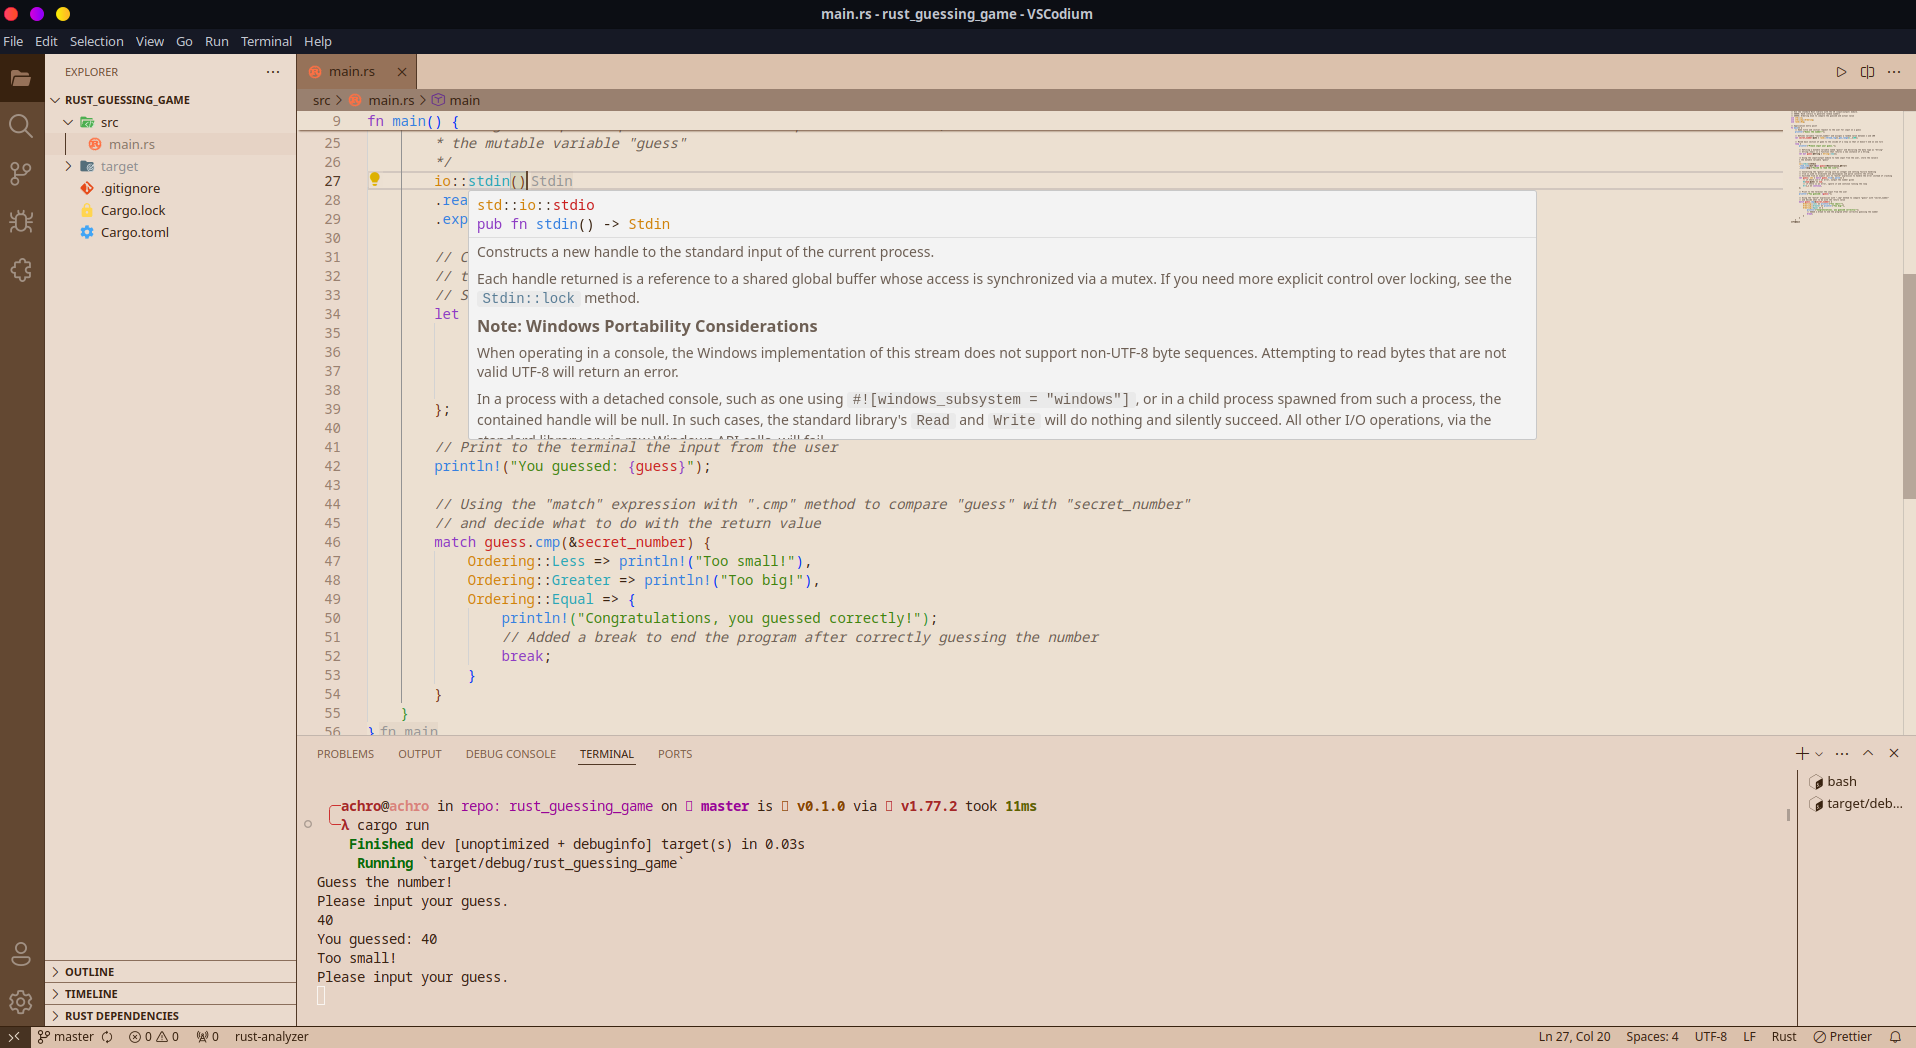 main.rs - rust_guessing_game - VSCodium
File Edit Selection View Go Run Terminal Help
EXPLORER
RUST_GUESSING_GAME
src
main.rs
target
.gitignore
Cargo.lock
Cargo.toml
OUTLINE
TIMELINE
RUST DEPENDENCIES
main.rs
src > main.rs > main
9 fn main() {
25 * the mutable variable "guess"
26 */
27 io::stdin() Stdin
28 .rea
29 .exp
30
31 // C
32 // t
33 // S
34 let
35
36
37
38
39 };
40
std::io::stdio
pub fn stdin() -> Stdin
Constructs a new handle to the standard input of the current process.
Each handle returned is a reference to a shared global buffer whose access is synchronized via a mutex. If you need more explicit control over locking, see the
Stdin::lock method.
Note: Windows Portability Considerations
When operating in a console, the Windows implementation of this stream does not support non-UTF-8 byte sequences. Attempting to read bytes that are not
valid UTF-8 will return an error.
In a process with a detached console, such as one using #![windows_subsystem = "windows"], or in a child process spawned from such a process, the
contained handle will be null. In such cases, the standard library's Read and Write will do nothing and silently succeed. All other I/O operations, via the
standard library or via raw Windows API calls, will fail.
41 // Print to the terminal the input from the user
42 println!("You guessed: {guess}");
43
44 // Using the "match" expression with ".cmp" method to compare "guess" with "secret_number"
45 // and decide what to do with the return value
46 match guess.cmp(&secret_number) {
47 Ordering::Less => println!("Too small!"),
48 Ordering::Greater => println!("Too big!"),
49 Ordering::Equal => {
50 println!("Congratulations, you guessed correctly!");
51 // Added a break to end the program after correctly guessing the number
52 break;
53 }
54 }
55 }
56 } fn main
PROBLEMS OUTPUT DEBUG CONSOLE TERMINAL PORTS
achro@achro in repo: rust_guessing_game on master is v0.1.0 via v1.77.2 took 11ms
λ cargo run
Finished dev [unoptimized + debuginfo] target(s) in 0.03s
Running `target/debug/rust_guessing_game`
Guess the number!
Please input your guess.
40
You guessed: 40
Too small!
Please input your guess.
bash
target/deb...
master 0 0 0 rust-analyzer
Ln 27, Col 20 Spaces: 4 UTF-8 LF Rust Prettier